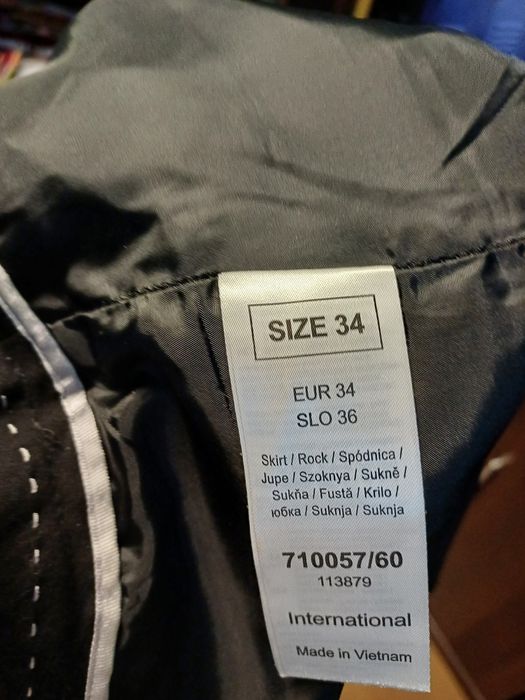 SIZE 34
EUR 34
SLO 36
Skirt / Rock / Spódnica /
Jupe / Szoknya / Sukně /
Sukňa / Fustă / Krilo /
юбка / Suknja / Suknja
710057/60
113879
International
Made in Vietnam